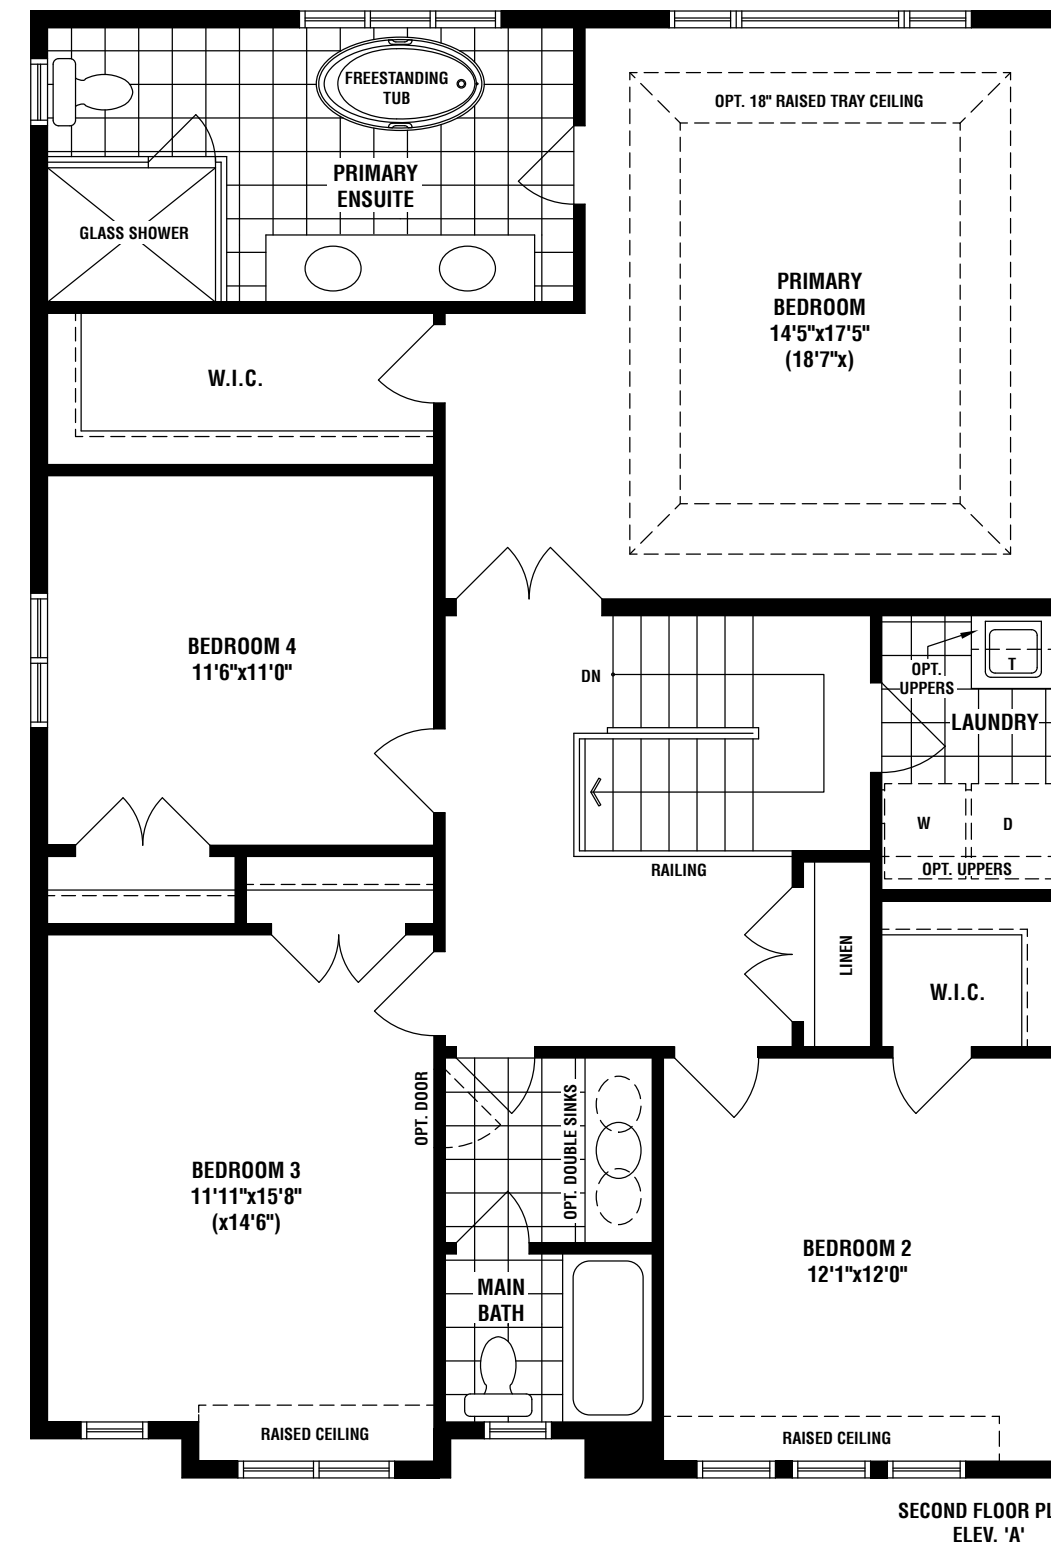 FREESTANDING
TUB
OPT. 18" RAISED TRAY CEILING
PRIMARY
ENSUITE
GLASS SHOWER
PRIMARY
BEDROOM
14'5"x17'5"
(18'7"x)
W.I.C.
BEDROOM 4
11'6"x11'0"
DN
OPT.
UPPERS
T
LAUNDRY
W
D
OPT. UPPERS
RAILING
LINEN
W.I.C.
OPT. DOOR
OPT. DOUBLE SINKS
BEDROOM 3
11'11"x15'8"
(x14'6")
BEDROOM 2
12'1"x12'0"
MAIN
BATH
RAISED CEILING
RAISED CEILING
SECOND FLOOR
ELEV. 'A'